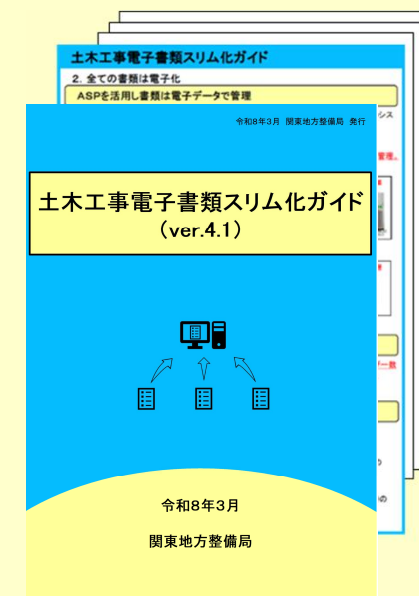 土木工事電子書類スリム化ガイド
2. 全ての書類は電子化
ASPを活用し書類は電子データで管理
シス
管理。
令和8年3月 関東地方整備局 発行
土木工事電子書類スリム化ガイド
（ver.4.1）
令和8年3月
関東地方整備局